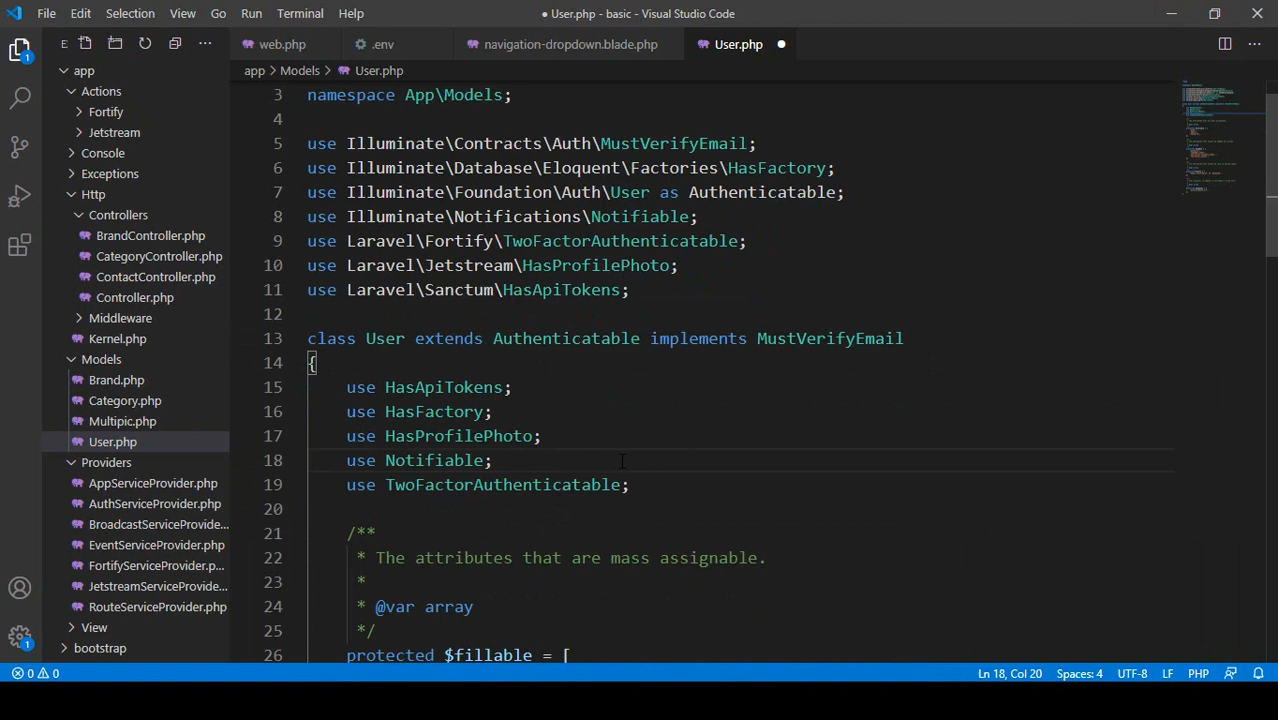 File Edit Selection View Go Run Terminal Help
● User.php - basic - Visual Studio Code
E
web.php
.env
navigation-dropdown.blade.php
User.php
app > Models > User.php
app
Actions
Fortify
Jetstream
Console
Exceptions
Http
Controllers
BrandController.php
CategoryController.php
ContactController.php
Controller.php
Middleware
Kernel.php
Models
Brand.php
Category.php
Multipic.php
User.php
Providers
AppServiceProvider.php
AuthServiceProvider.php
BroadcastServiceProvide...
EventServiceProvider.php
FortifyServiceProvider.p...
JetstreamServiceProvide...
RouteServiceProvider.php
View
bootstrap
1
1
3 namespace App\Models;
4
5 use Illuminate\Contracts\Auth\MustVerifyEmail;
6 use Illuminate\Database\Eloquent\Factories\HasFactory;
7 use Illuminate\Foundation\Auth\User as Authenticatable;
8 use Illuminate\Notifications\Notifiable;
9 use Laravel\Fortify\TwoFactorAuthenticatable;
10 use Laravel\Jetstream\HasProfilePhoto;
11 use Laravel\Sanctum\HasApiTokens;
12
13 class User extends Authenticatable implements MustVerifyEmail
14 {
15 use HasApiTokens;
16 use HasFactory;
17 use HasProfilePhoto;
18 use Notifiable;
19 use TwoFactorAuthenticatable;
20
21 /**
22 * The attributes that are mass assignable.
23 *
24 * @var array
25 */
26 protected $fillable = [
0 0
Ln 18, Col 20 Spaces: 4 UTF-8 LF PHP